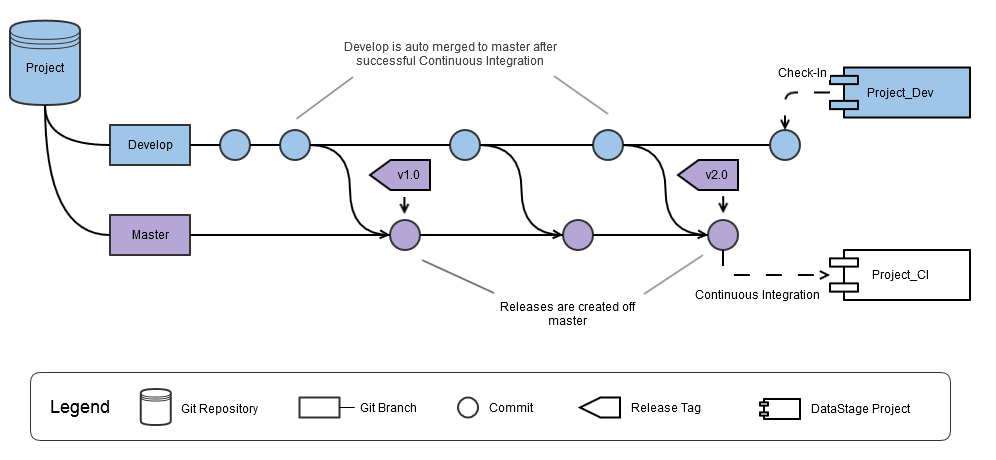 Project
Develop is auto merged to master after
successful Continuous Integration
Check-In
Project_Dev
Develop
v1.0
v2.0
Master
Project_CI
Continuous Integration
Releases are created off
master
Legend
Git Repository
Git Branch
Commit
Release Tag
DataStage Project